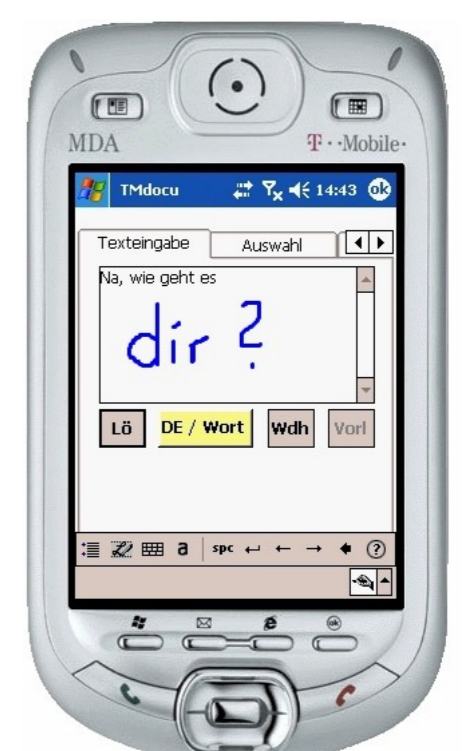 MDA T··Mobile·
TMdocu 14:43 ok
Texteingabe Auswahl
Na, wie geht es
dir ?
Lö DE / Wort Wdh Vorl
a spc ?
ok